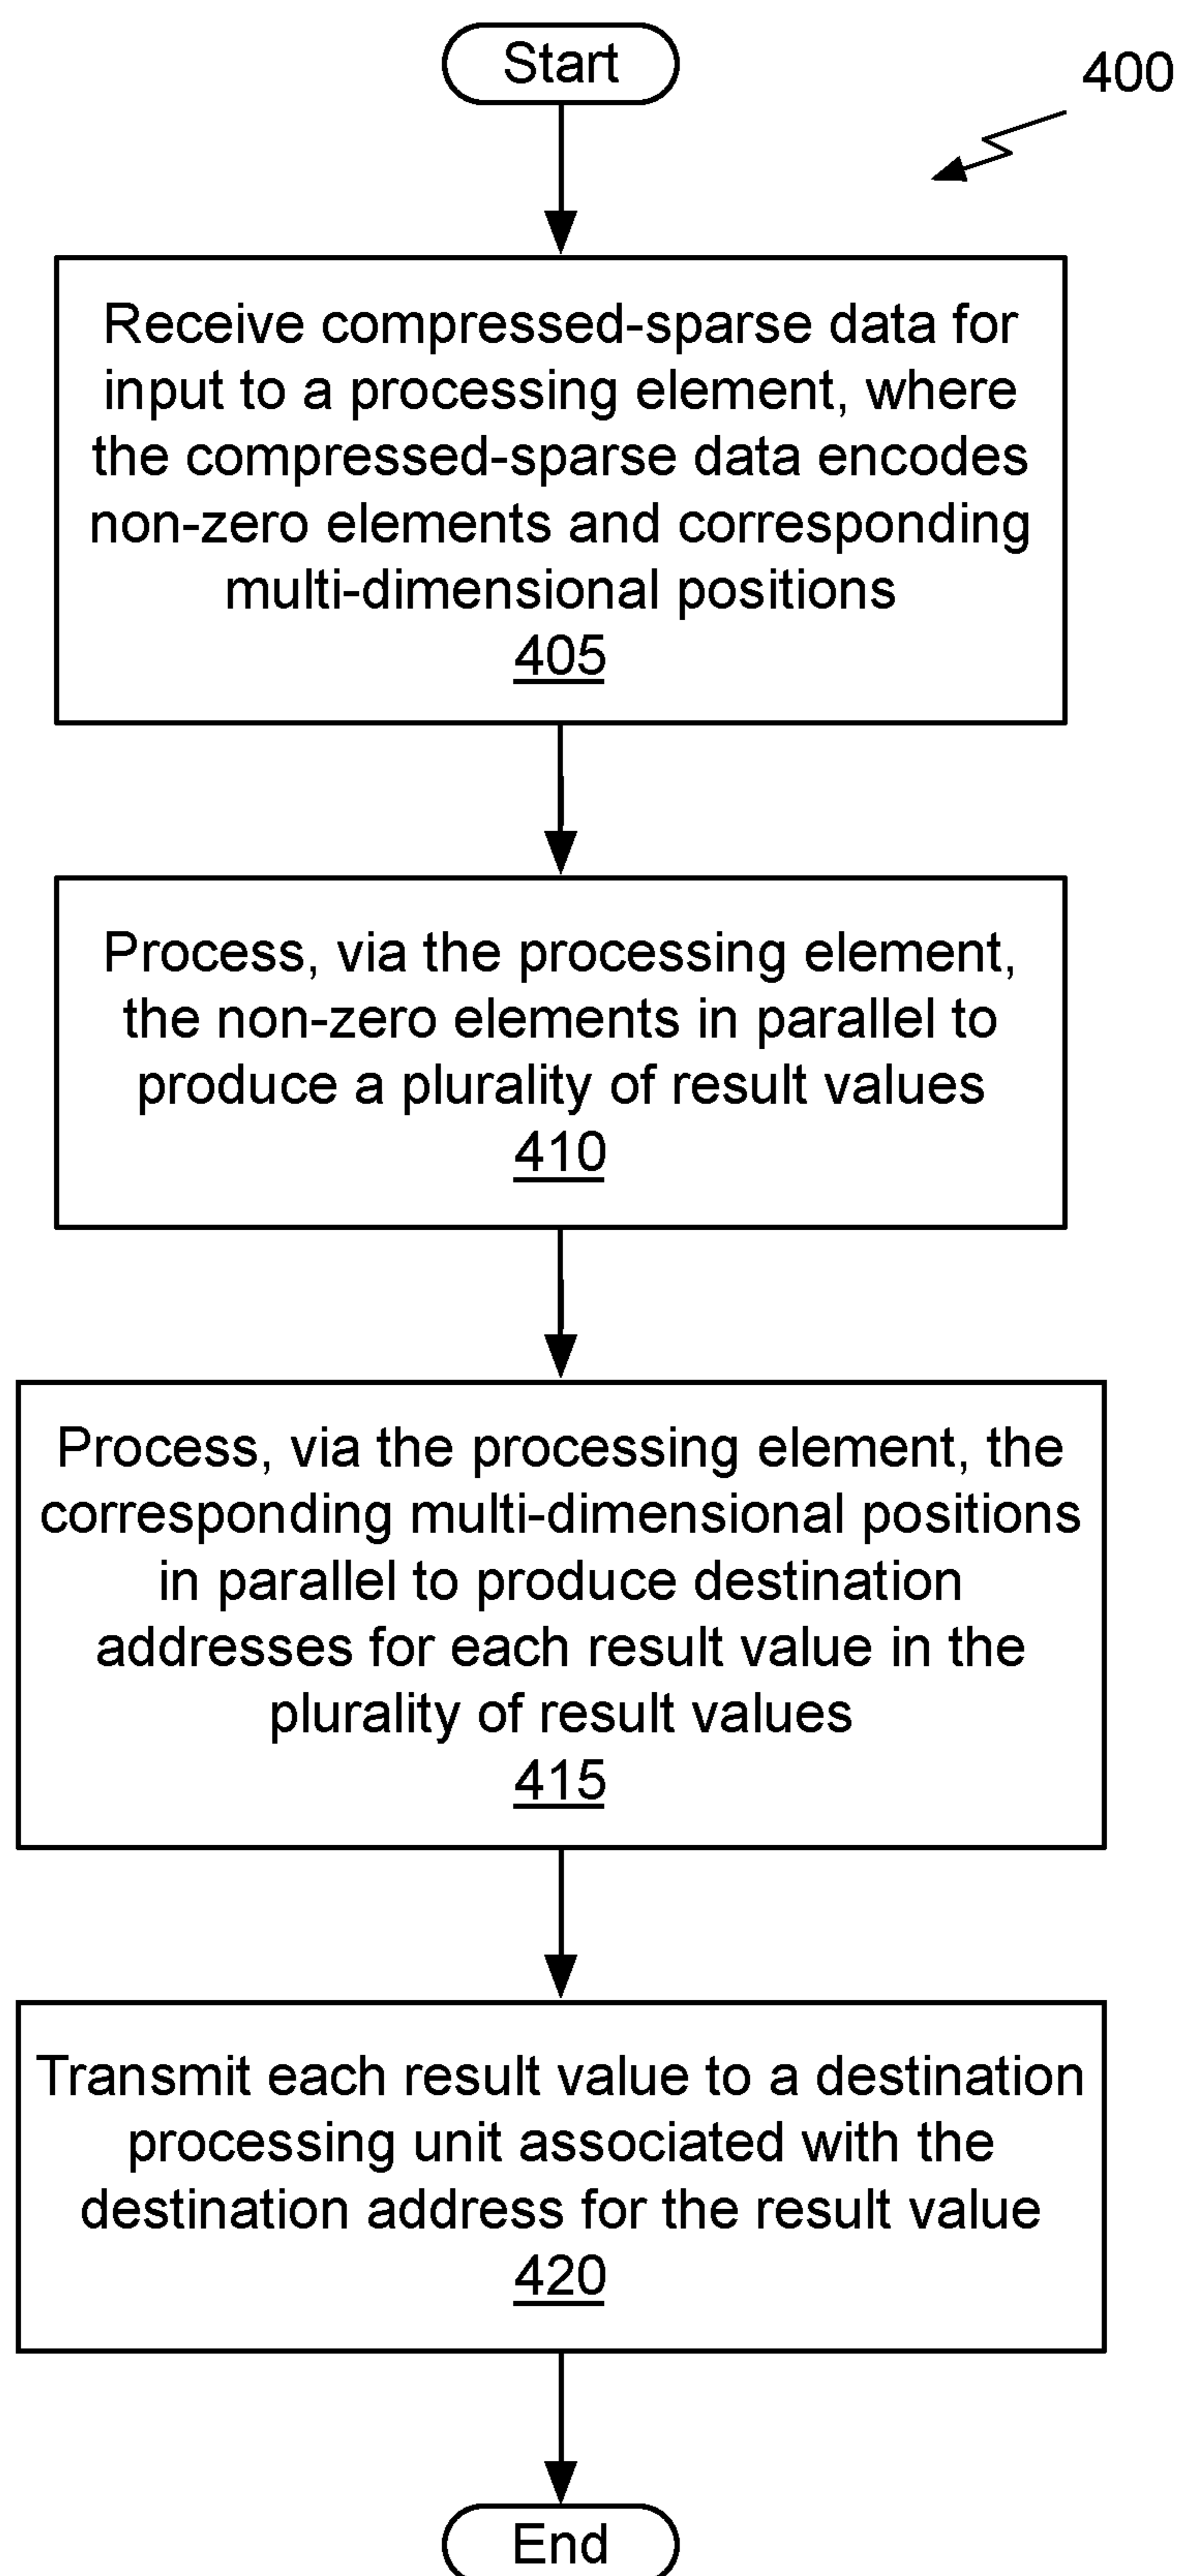 Start
400
Receive compressed-sparse data for
input to a processing element, where
the compressed-sparse data encodes
non-zero elements and corresponding
multi-dimensional positions
405
Process, via the processing element,
the non-zero elements in parallel to
produce a plurality of result values
410
Process, via the processing element, the
corresponding multi-dimensional positions
in parallel to produce destination
addresses for each result value in the
plurality of result values
415
Transmit each result value to a destination
processing unit associated with the
destination address for the result value
420
End